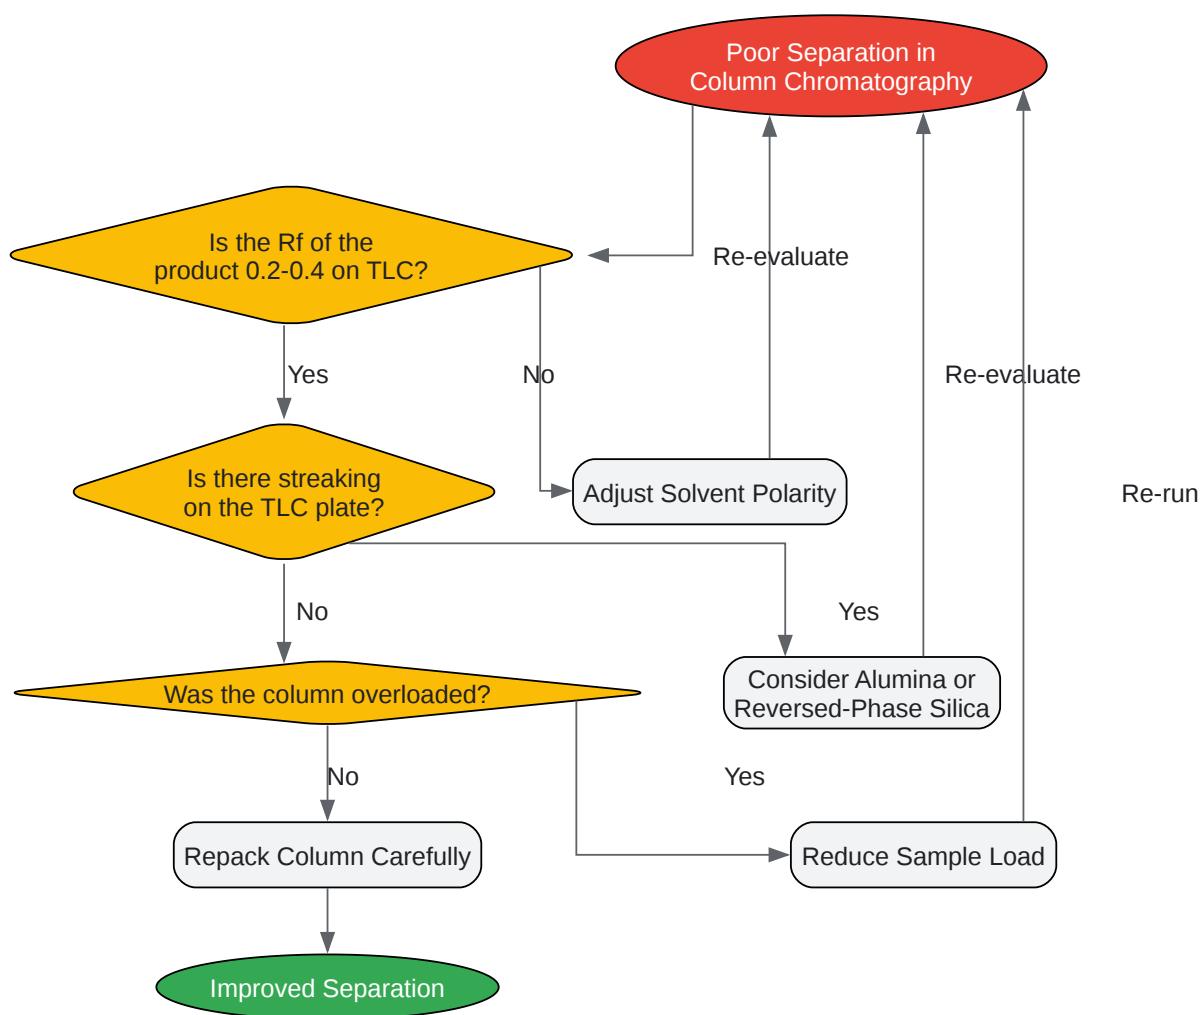 Poor Separation in
Column Chromatography
Is the Rf of the
product 0.2-0.4 on TLC?
Re-evaluate
Yes
No
Re-evaluate
Is there streaking
on the TLC plate?
Adjust Solvent Polarity
Re-run
No
Yes
Was the column overloaded?
Consider Alumina or
Reversed-Phase Silica
No
Yes
Repack Column Carefully
Reduce Sample Load
Improved Separation